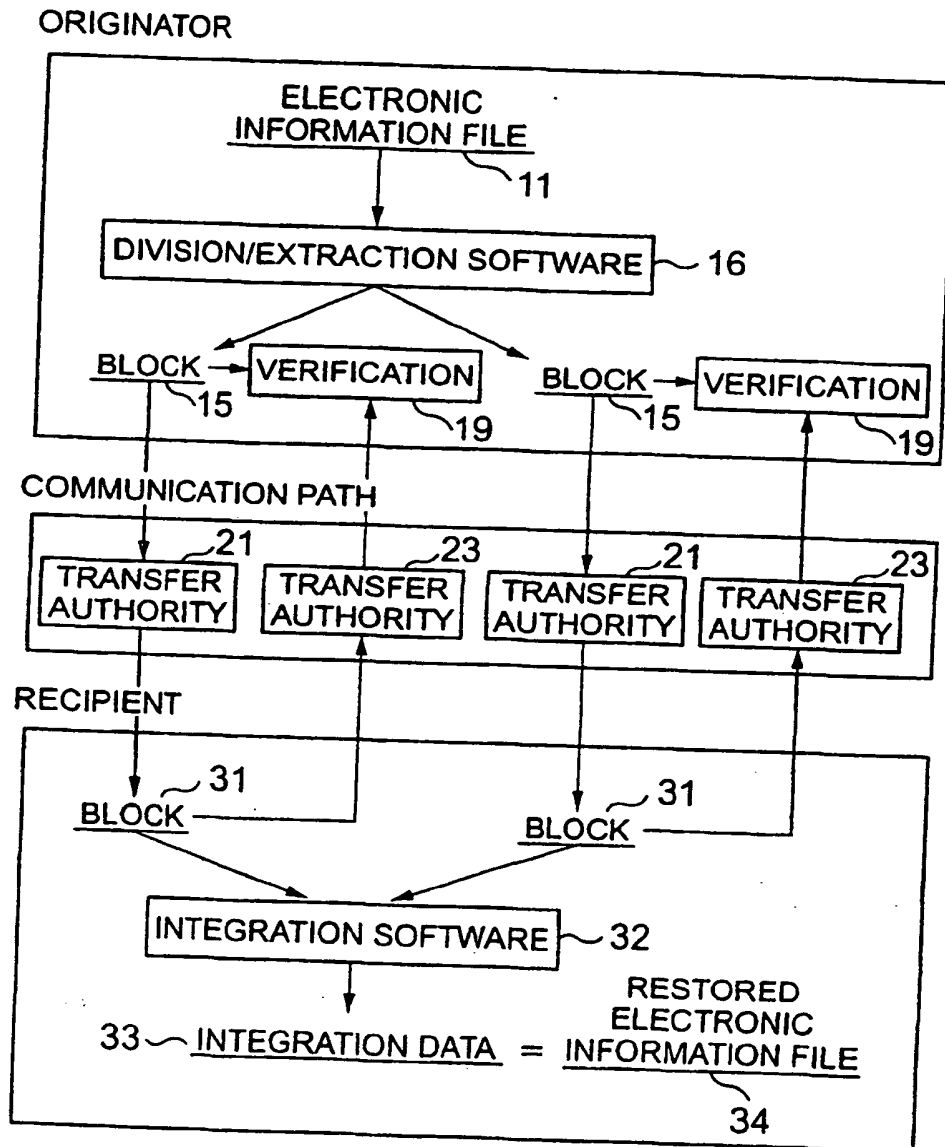 ORIGINATOR
ELECTRONIC
INFORMATION FILE
11
DIVISION/EXTRACTION SOFTWARE
16
BLOCK
15
VERIFICATION
19
BLOCK
15
VERIFICATION
19
COMMUNICATION PATH
21
TRANSFER
AUTHORITY
23
TRANSFER
AUTHORITY
21
TRANSFER
AUTHORITY
23
TRANSFER
AUTHORITY
RECIPIENT
BLOCK
31
BLOCK
31
INTEGRATION SOFTWARE
32
33 INTEGRATION DATA =
RESTORED
ELECTRONIC
INFORMATION FILE
34